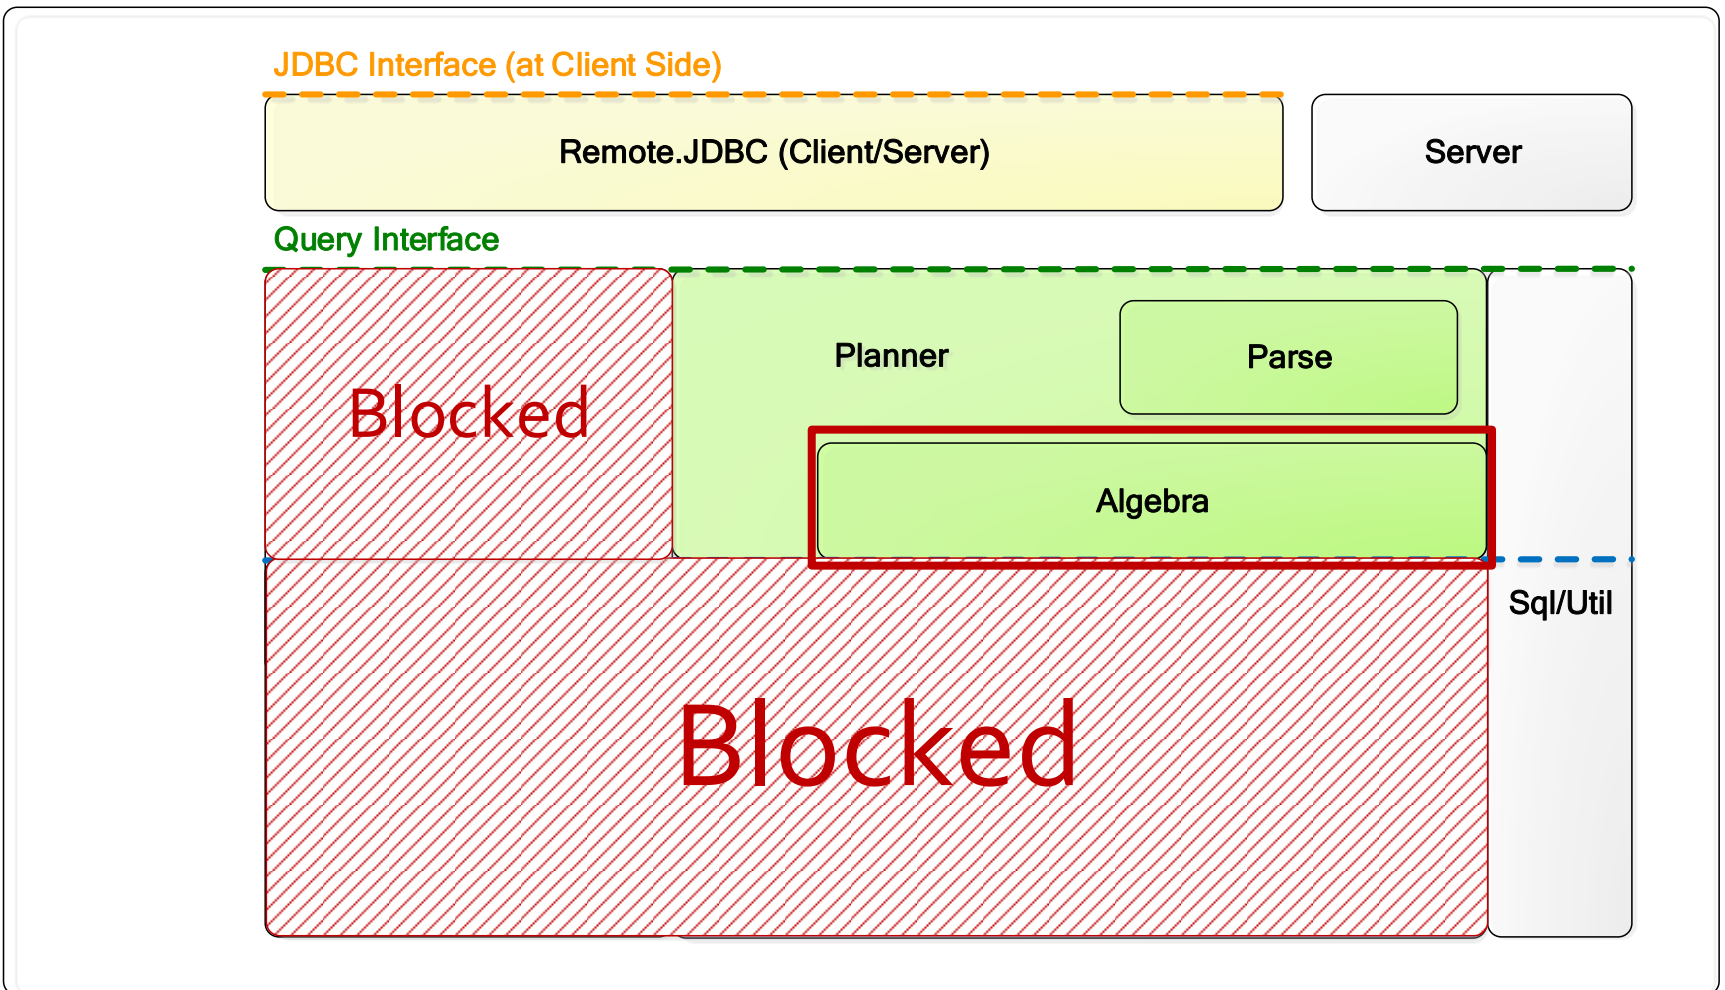 JDBC Interface (at Client Side)
Remote.JDBC (Client/Server)
Server
Query Interface
Blocked
Planner
Parse
Algebra
Sql/Util
Blocked